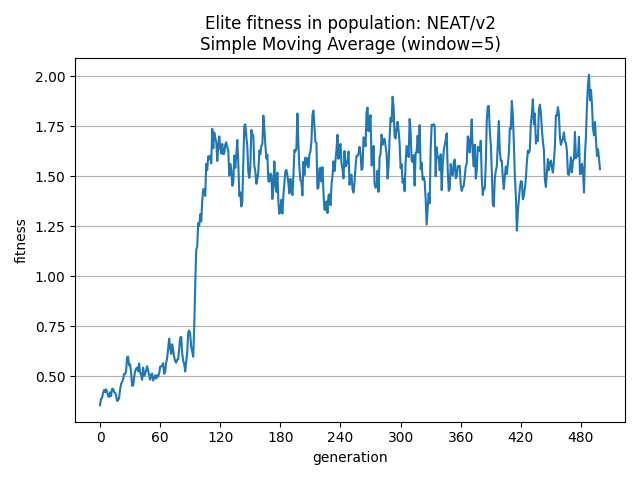 Elite fitness in population: NEAT/v2
Simple Moving Average (window=5)
2.00
1.75
1.50
1.25
1.00
0.75
0.50
fitness
0 60 120 180 240 300 360 420 480
generation